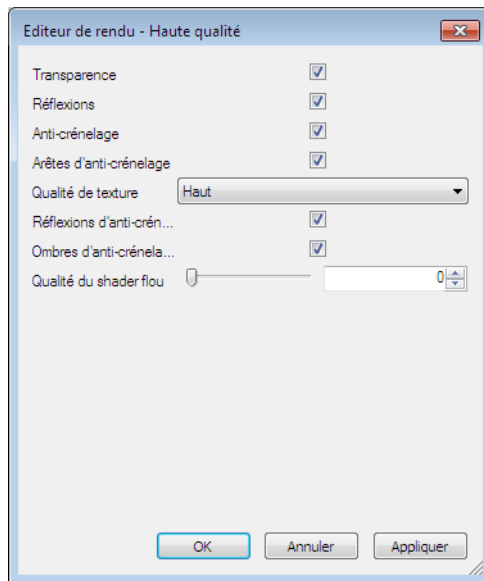 Editeur de rendu - Haute qualité
Transparence
Réflexions
Anti-crénelage
Arêtes d'anti-crénelage
Qualité de texture Haut
Réflexions d'anti-crén...
Ombres d'anti-crénela...
Qualité du shader flou 0
OK Annuler Appliquer